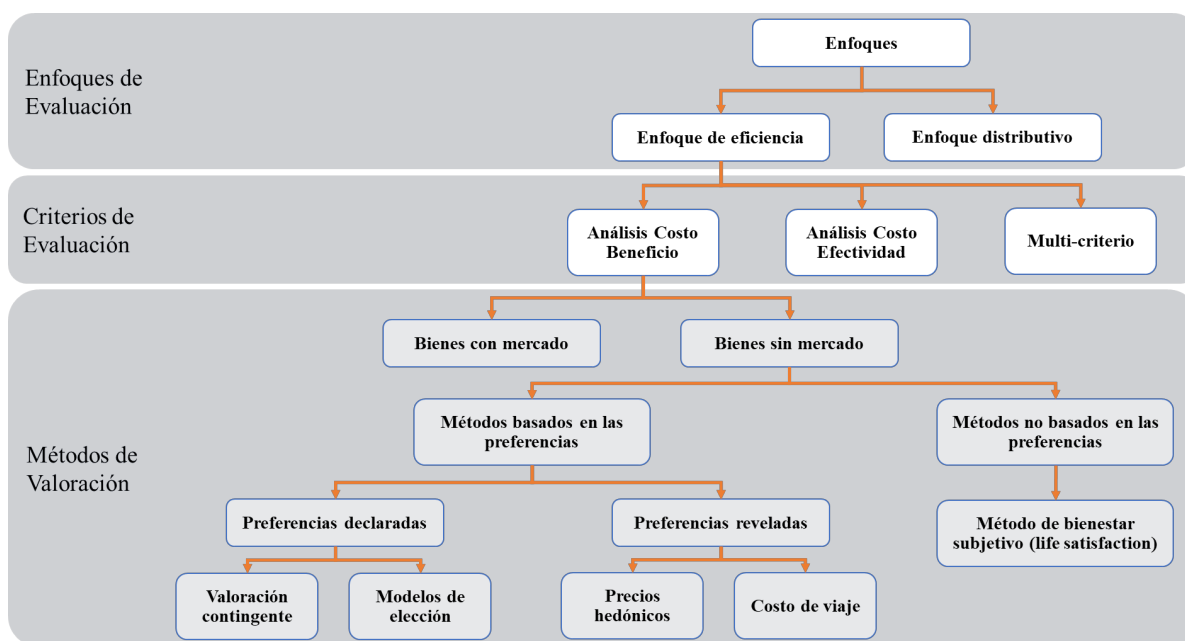 Enfoques de
Evaluación
Enfoques
Enfoque de eficiencia
Enfoque distributivo
Criterios de
Evaluación
Análisis Costo
Beneficio
Análisis Costo
Efectividad
Multi-criterio
Métodos de
Valoración
Bienes con mercado
Bienes sin mercado
Métodos basados en las
preferencias
Métodos no basados en las
preferencias
Preferencias declaradas
Preferencias reveladas
Método de bienestar
subjetivo (life satisfaction)
Valoración
contingente
Modelos de
elección
Precios
hedónicos
Costo de viaje